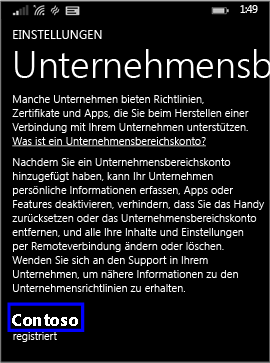 1:49
EINSTELLUNGEN
Unternehmensb
Manche Unternehmen bieten Richtlinien,
Zertifikate und Apps, die Sie beim Herstellen einer
Verbindung mit Ihrem Unternehmen unterstützen.
Was ist ein Unternehmensbereichskonto?
Nachdem Sie ein Unternehmensbereichskonto
hinzugefügt haben, kann Ihr Unternehmen
persönliche Informationen erfassen, Apps oder
Features deaktivieren, verhindern, dass Sie das Handy
zurücksetzen oder das Unternehmensbereichskonto
entfernen, und alle Ihre Inhalte und Einstellungen
per Remoteverbindung ändern oder löschen.
Wenden Sie sich an den Support in Ihrem
Unternehmen, um nähere Informationen zu den
Unternehmensrichtlinien zu erhalten.
Contoso
registriert